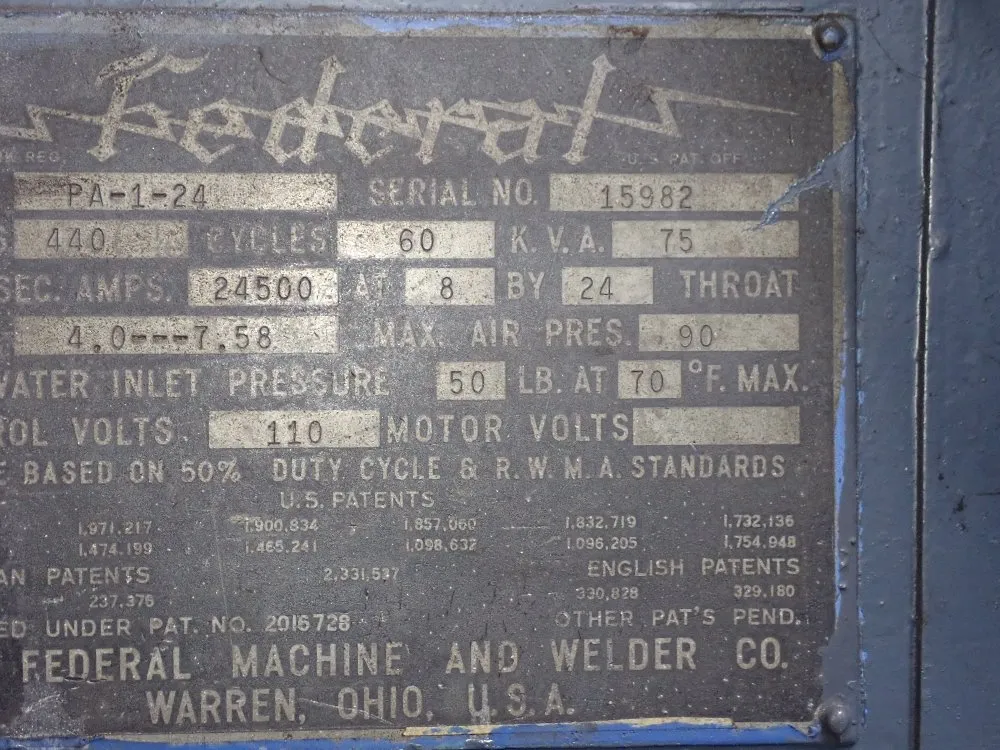 Federal
REG. U.S. PAT. OFF.
PA-1-24 SERIAL NO. 15982
S 440 CYCLES 60 K.V.A. 75
SEC. AMPS. 24500 AT 8 BY 24 THROAT
4.0---7.58 MAX. AIR PRES. 90
WATER INLET PRESSURE 50 LB. AT 70 °F. MAX.
ROL VOLTS. 110 MOTOR VOLTS
E BASED ON 50% DUTY CYCLE & R.W.M.A. STANDARDS
U.S. PATENTS
1,971,217 1,900,834 1,857,060 1,832,719 1,732,136
1,474,199 1,465,241 1,098,632 1,096,205 1,754,948
AN PATENTS 2,331,537 ENGLISH PATENTS
237,376 330,828 329,180
ED UNDER PAT. NO. 2016728 OTHER PAT'S PEND.
FEDERAL MACHINE AND WELDER CO.
WARREN, OHIO, U.S.A.